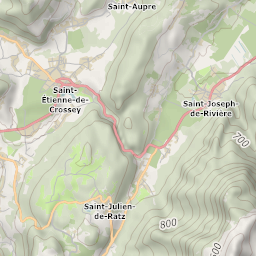 Saint-Aupre
Saint-
Étienne-de-
Crossey
Saint-Joseph
de-Rivière
700
Saint-Julien-
de-Ratz
800